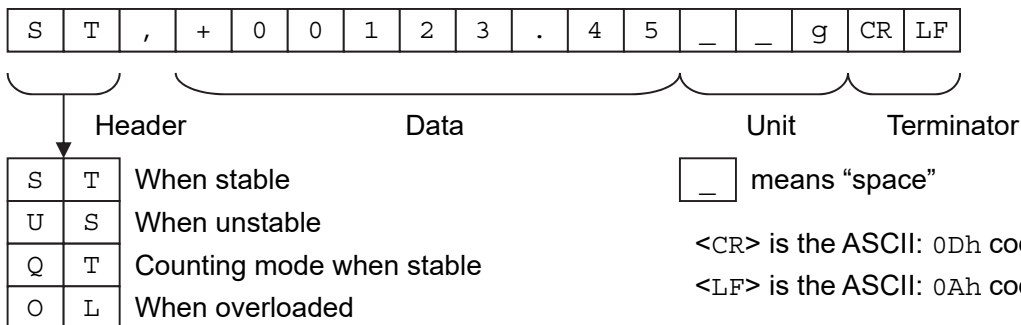 S T , + 0 0 1 2 3 . 4 5 _ _ g CR LF
Header Data Unit Terminator
S T When stable
_ means “space”
U S When unstable
<CR> is the ASCII: 0Dh
Q T Counting mode when stable
<LF> is the ASCII: 0Ah
O L When overloaded